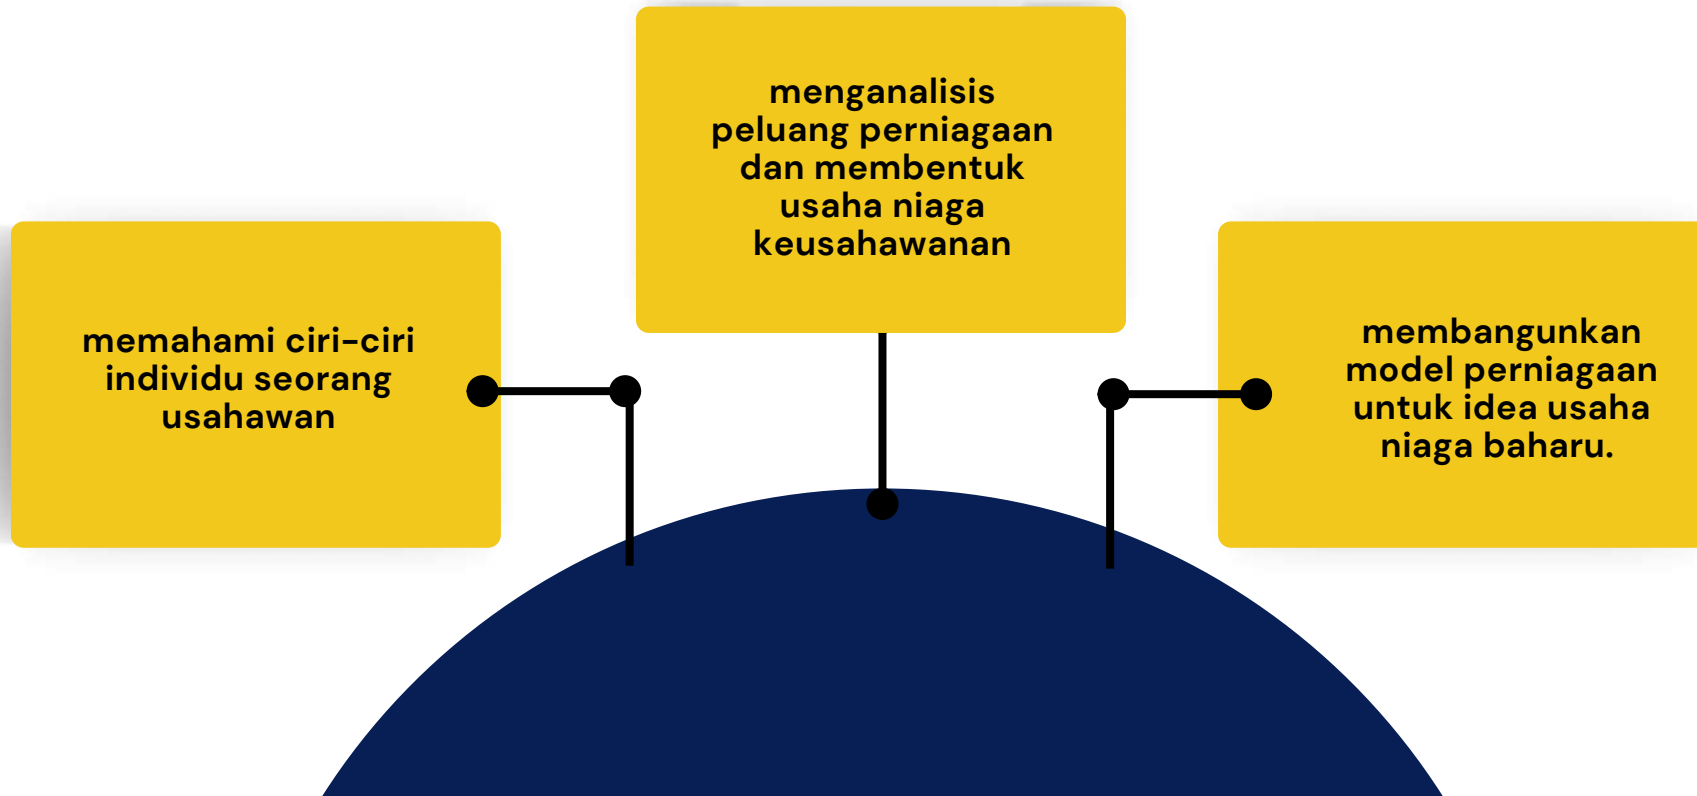 memahami ciri-ciri
individu seorang
usahawan
menganalisis
peluang perniagaan
dan membentuk
usaha niaga
keusahawanan
membangunkan
model perniagaan
untuk idea usaha
niaga baharu.